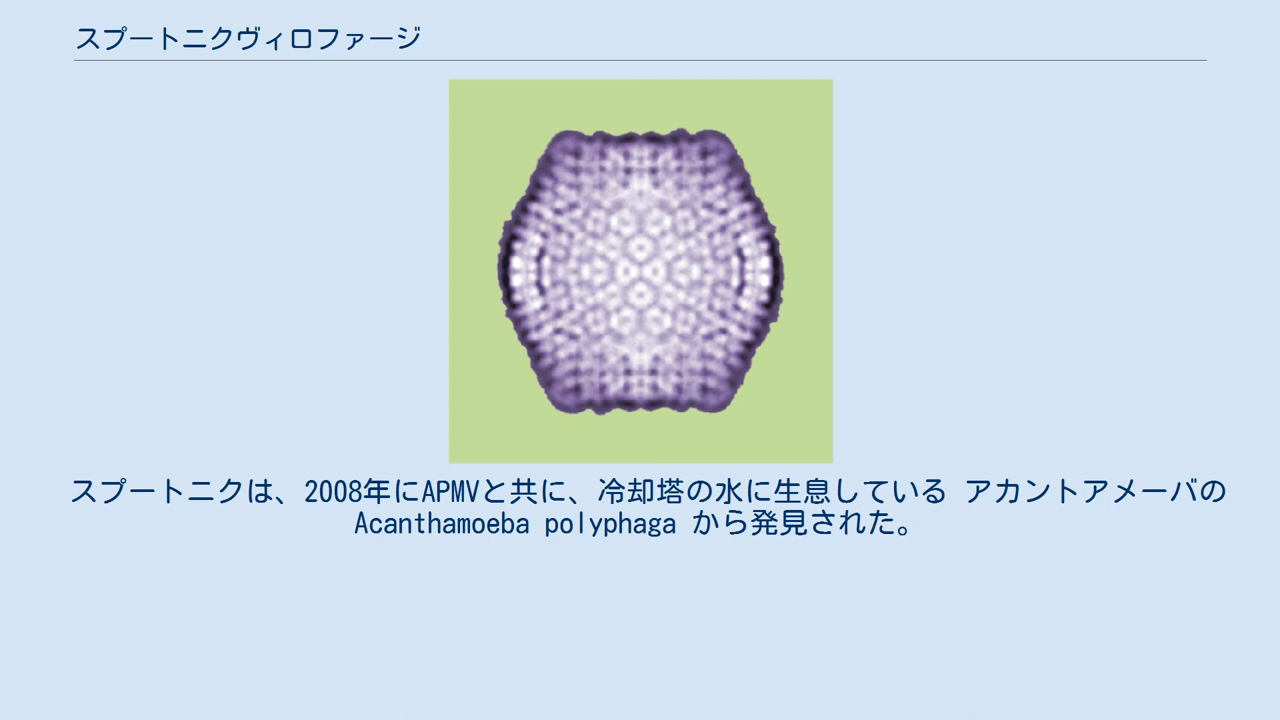 スプートニクヴィロファージ
スプートニクは、2008年にAPMVと共に、冷却塔の水に生息している アカントアメーバの
Acanthamoeba polyphaga から発見された。